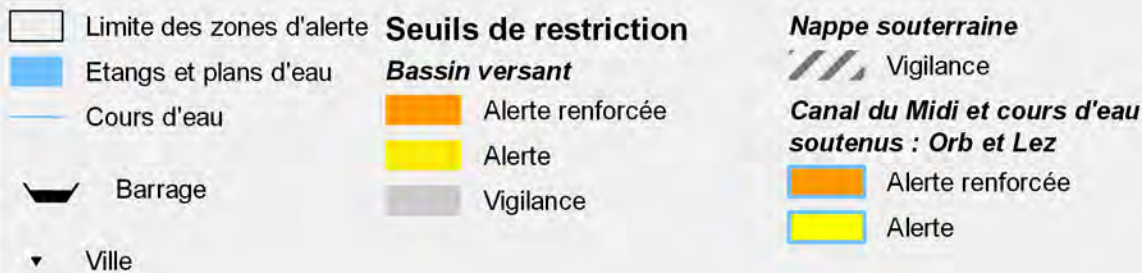 Limite des zones d'alerte
Etangs et plans d'eau
Cours d'eau
Barrage
Ville
Seuils de restriction
Bassin versant
Alerte renforcée
Alerte
Vigilance
Nappe souterraine
Vigilance
Canal du Midi et cours d'eau
soutenus : Orb et Lez
Alerte renforcée
Alerte